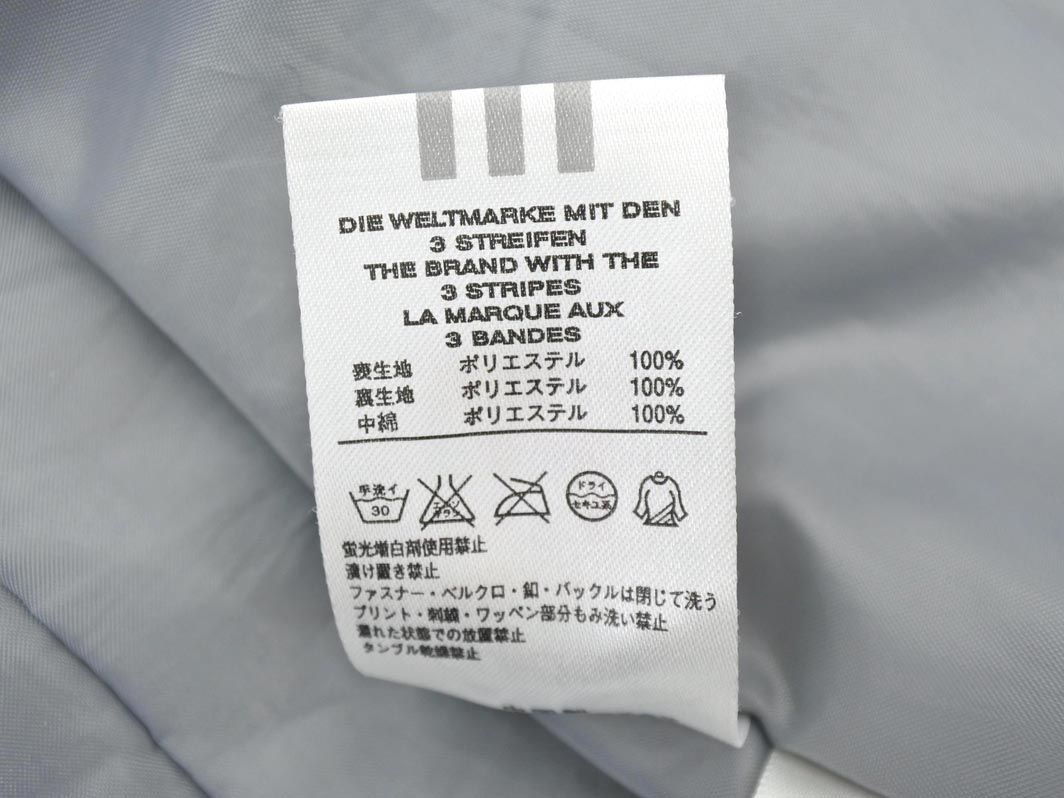 DIE WELTMARKE MIT DEN
3 STREIFEN
THE BRAND WITH THE
3 STRIPES
LA MARQUE AUX
3 BANDES
表生地 ポリエステル 100%
裏生地 ポリエステル 100%
中綿 ポリエステル 100%
手洗イ 30 エンソサラシ ドライ セキユ系
蛍光増白剤使用禁止
漬け置き禁止
ファスナー・ベルクロ・釦・バックルは閉じて洗う
プリント・刺繍・ワッペン部分もみ洗い禁止
濡れた状態での放置禁止
タンブル乾燥禁止